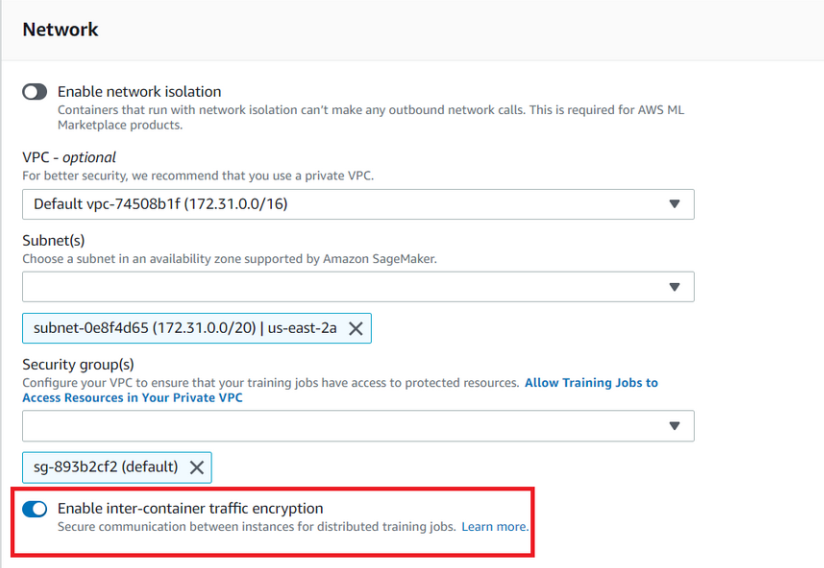 Network
Enable network isolation
Containers that run with network isolation can't make any outbound network calls. This is required for AWS ML
Marketplace products.
VPC - optional
For better security, we recommend that you use a private VPC.
Default vpc-74508b1f (172.31.0.0/16)
Subnet(s)
Choose a subnet in an availability zone supported by Amazon SageMaker.
subnet-0e8f4d65 (172.31.0.0/20) | us-east-2a
Security group(s)
Configure your VPC to ensure that your training jobs have access to protected resources. Allow Training Jobs to
Access Resources in Your Private VPC
sg-893b2cf2 (default)
Enable inter-container traffic encryption
Secure communication between instances for distributed training jobs. Learn more.